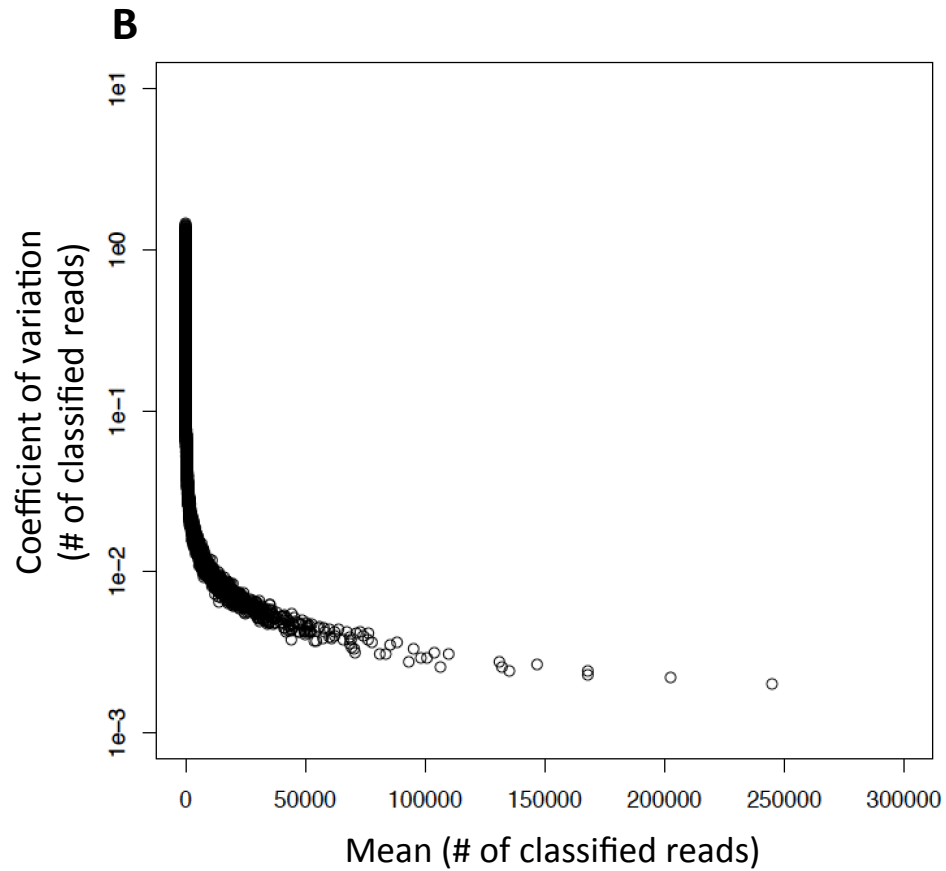 B
1e1
1e0
1e−1
1e−2
1e−3
Coefficient of variation
(# of classified reads)
0 50000 100000 150000 200000 250000 300000
Mean (# of classified reads)